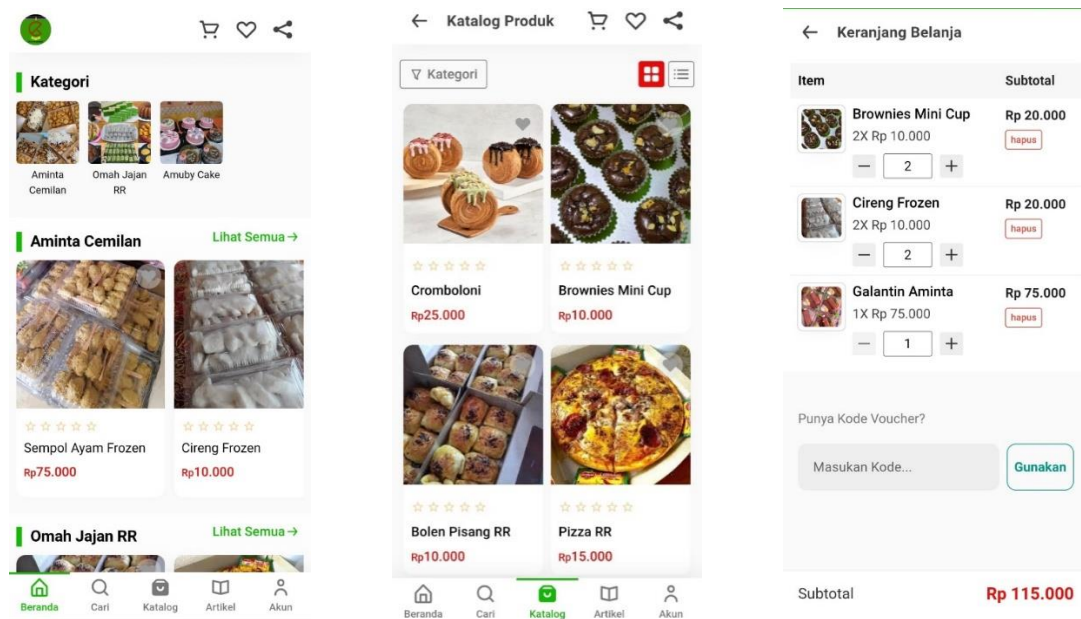 Kategori
Aminta
Cemilan
Omah Jajan
RR
Amuby Cake
Aminta Cemilan
Lihat Semua →
Sempol Ayam Frozen
Rp75.000
Cireng Frozen
Rp10.000
Omah Jajan RR
Lihat Semua →
Beranda
Cari
Katalog
Artikel
Akun
Katalog Produk
Kategori
Cromboloni
Rp25.000
Brownies Mini Cup
Rp10.000
Bolen Pisang RR
Rp10.000
Pizza RR
Rp15.000
Beranda
Cari
Katalog
Artikel
Akun
Keranjang Belanja
Item Subtotal
Brownies Mini Cup Rp 20.000
2X Rp 10.000 hapus
2
Cireng Frozen Rp 20.000
2X Rp 10.000 hapus
2
Galantin Aminta Rp 75.000
1X Rp 75.000 hapus
1
Punya Kode Voucher?
Masukan Kode... Gunakan
Subtotal Rp 115.000